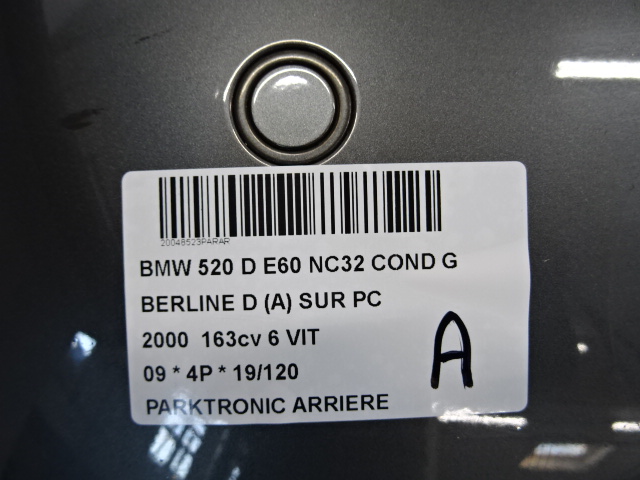 20048523PARAR
BMW 520 D E60 NC32 COND G
BERLINE D (A) SUR PC
2000 163cv 6 VIT
09 * 4P * 19/120
PARKTRONIC ARRIERE
A